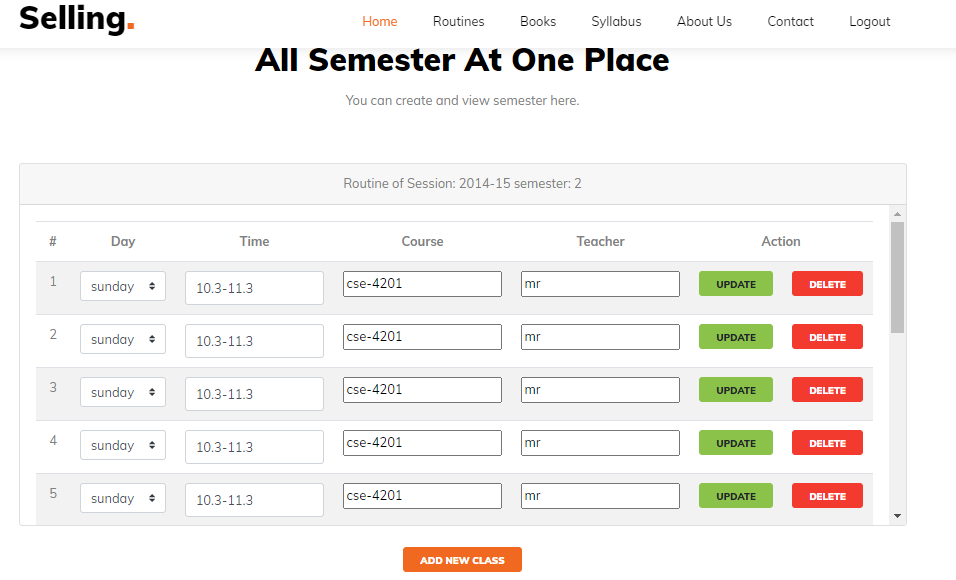 Selling. Home Routines Books Syllabus About Us Contact Logout
All Semester At One Place
You can create and view semester here.
Routine of Session: 2014-15 semester: 2
# Day Time Course Teacher Action
1 sunday 10.3-11.3 cse-4201 mr UPDATE DELETE
2 sunday 10.3-11.3 cse-4201 mr UPDATE DELETE
3 sunday 10.3-11.3 cse-4201 mr UPDATE DELETE
4 sunday 10.3-11.3 cse-4201 mr UPDATE DELETE
5 sunday 10.3-11.3 cse-4201 mr UPDATE DELETE
ADD NEW CLASS